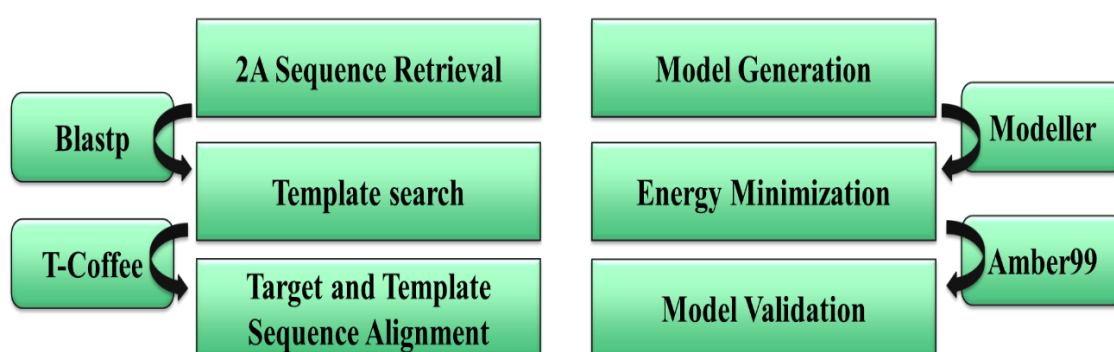 2A Sequence Retrieval
Blastp
Template search
T-Coffee
Target and Template
Sequence Alignment
Model Generation
Modeller
Energy Minimization
Amber99
Model Validation